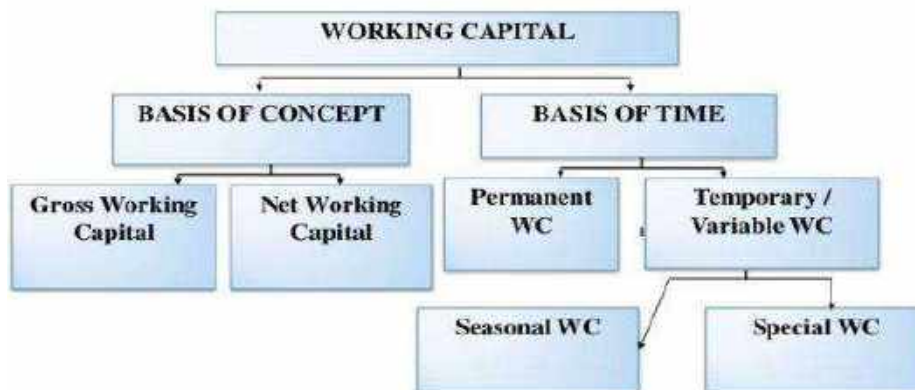 WORKING CAPITAL
BASIS OF CONCEPT
BASIS OF TIME
Gross Working
Capital
Net Working
Capital
Permanent
WC
Temporary /
Variable WC
Seasonal WC
Special WC